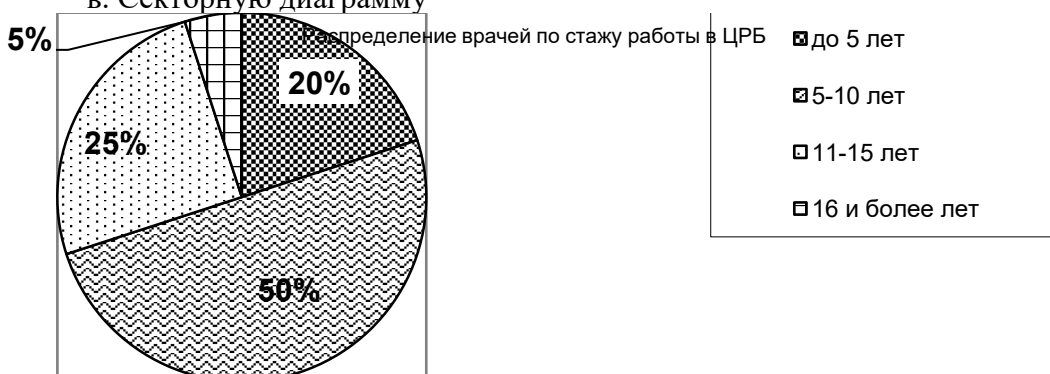 в. Секторную диаграмму
Распределение врачей по стажу работы в ЦРБ
5%
20%
25%
50%
до 5 лет
5-10 лет
11-15 лет
16 и более лет